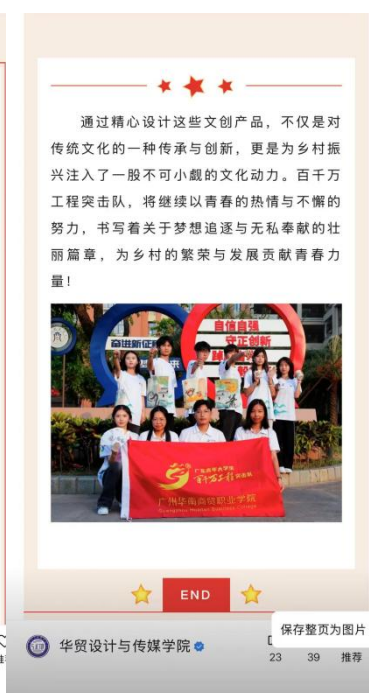 通过精心设计这些文创产品，不仅是对
传统文化的一种传承与创新，更是为乡村振
兴注入了一股不可小觑的文化动力。百千万
工程突击队，将继续以青春的热情与不懈的
努力，书写着关于梦想追逐与无私奉献的壮
丽篇章，为乡村的繁荣与发展贡献青春力
量！
奋进新征程
自信自强
守正创新
广州华南商贸职业学院
END
华贸设计与传媒学院
保存整页为图片
23 39 推荐